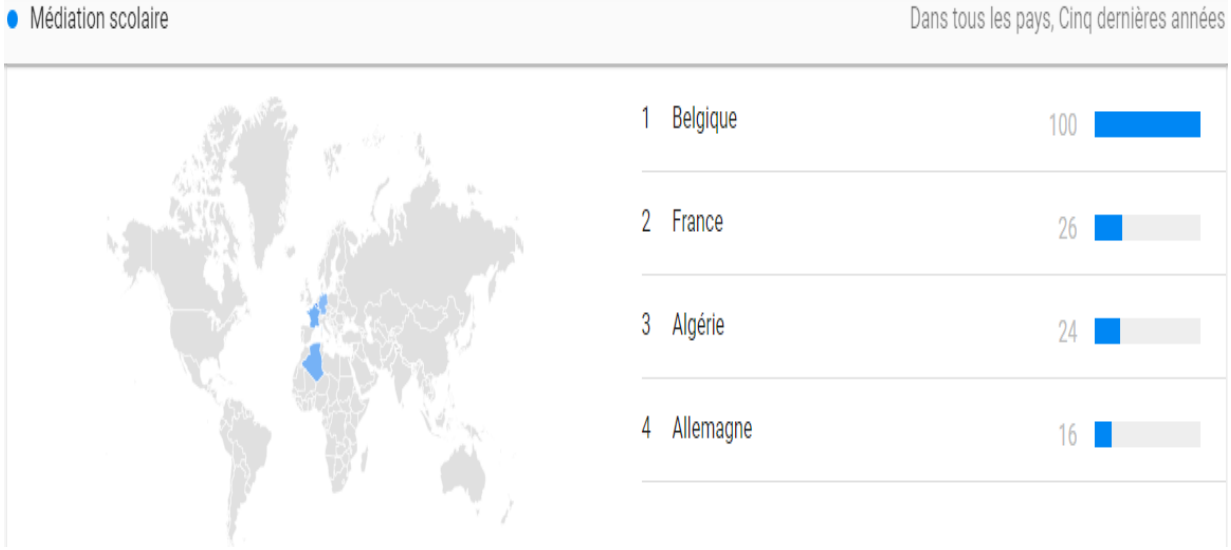 Médiation scolaire
Dans tous les pays, Cinq dernières années
1 Belgique 100
2 France 26
3 Algérie 24
4 Allemagne 16